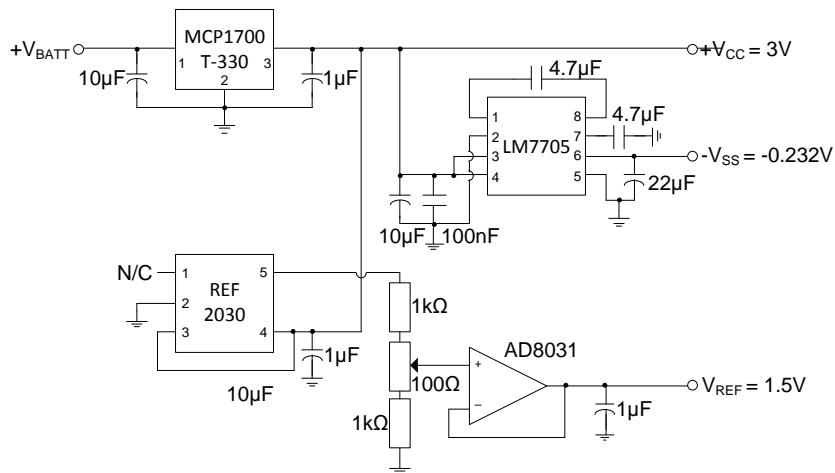 +VBATT
MCP1700
T-330
1
3
2
10µF
1µF
+VCC = 3V
4.7µF
4.7µF
1
2
3
4
LM7705
8
7
6
5
-VSS = -0.232V
22µF
10µF
100nF
N/C
1
2
3
REF
2030
5
4
1µF
10µF
1kΩ
100Ω
1kΩ
AD8031
+
–
VREF = 1.5V
1µF